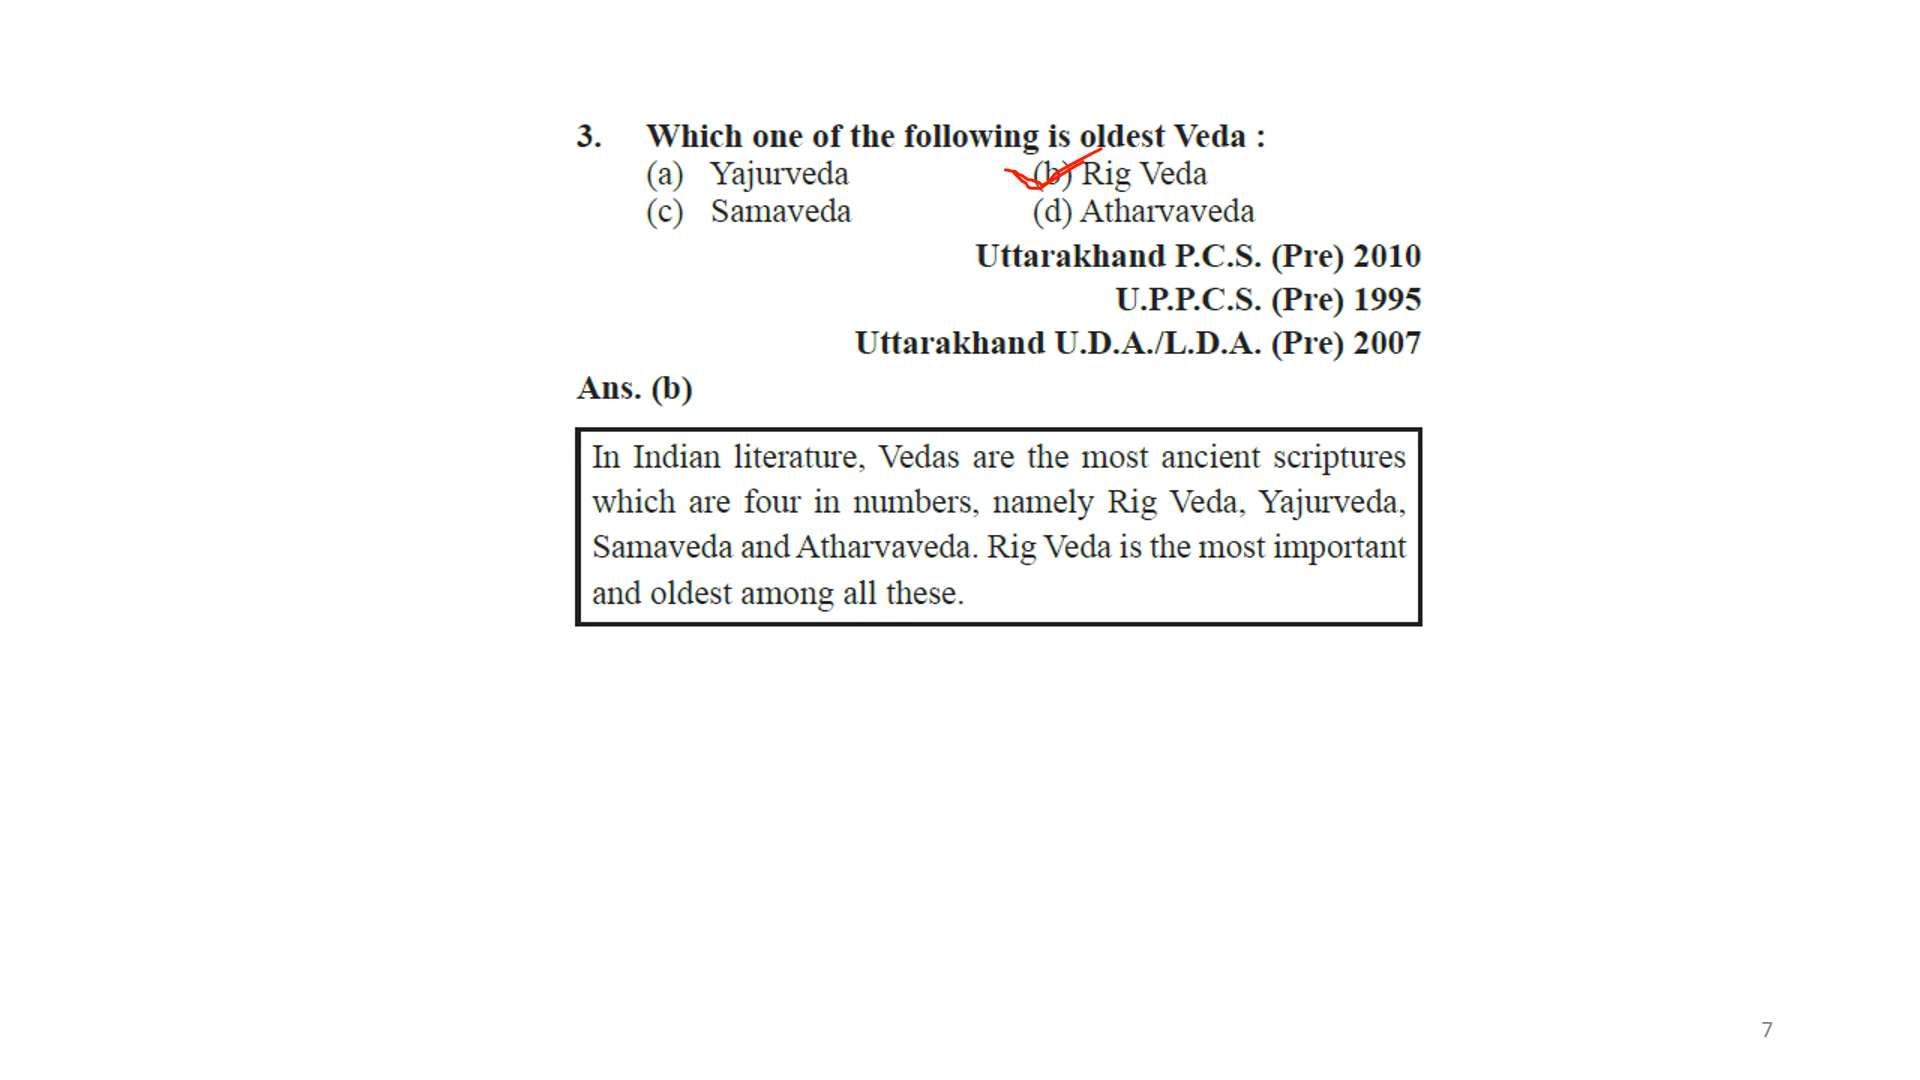 3. Which one of the following is oldest Veda :
(a) Yajurveda (b) Rig Veda
(c) Samaveda (d) Atharvaveda
Uttarakhand P.C.S. (Pre) 2010
U.P.P.C.S. (Pre) 1995
Uttarakhand U.D.A./L.D.A. (Pre) 2007
Ans. (b)
In Indian literature, Vedas are the most ancient scriptures
which are four in numbers, namely Rig Veda, Yajurveda,
Samaveda and Atharvaveda. Rig Veda is the most important
and oldest among all these.
7